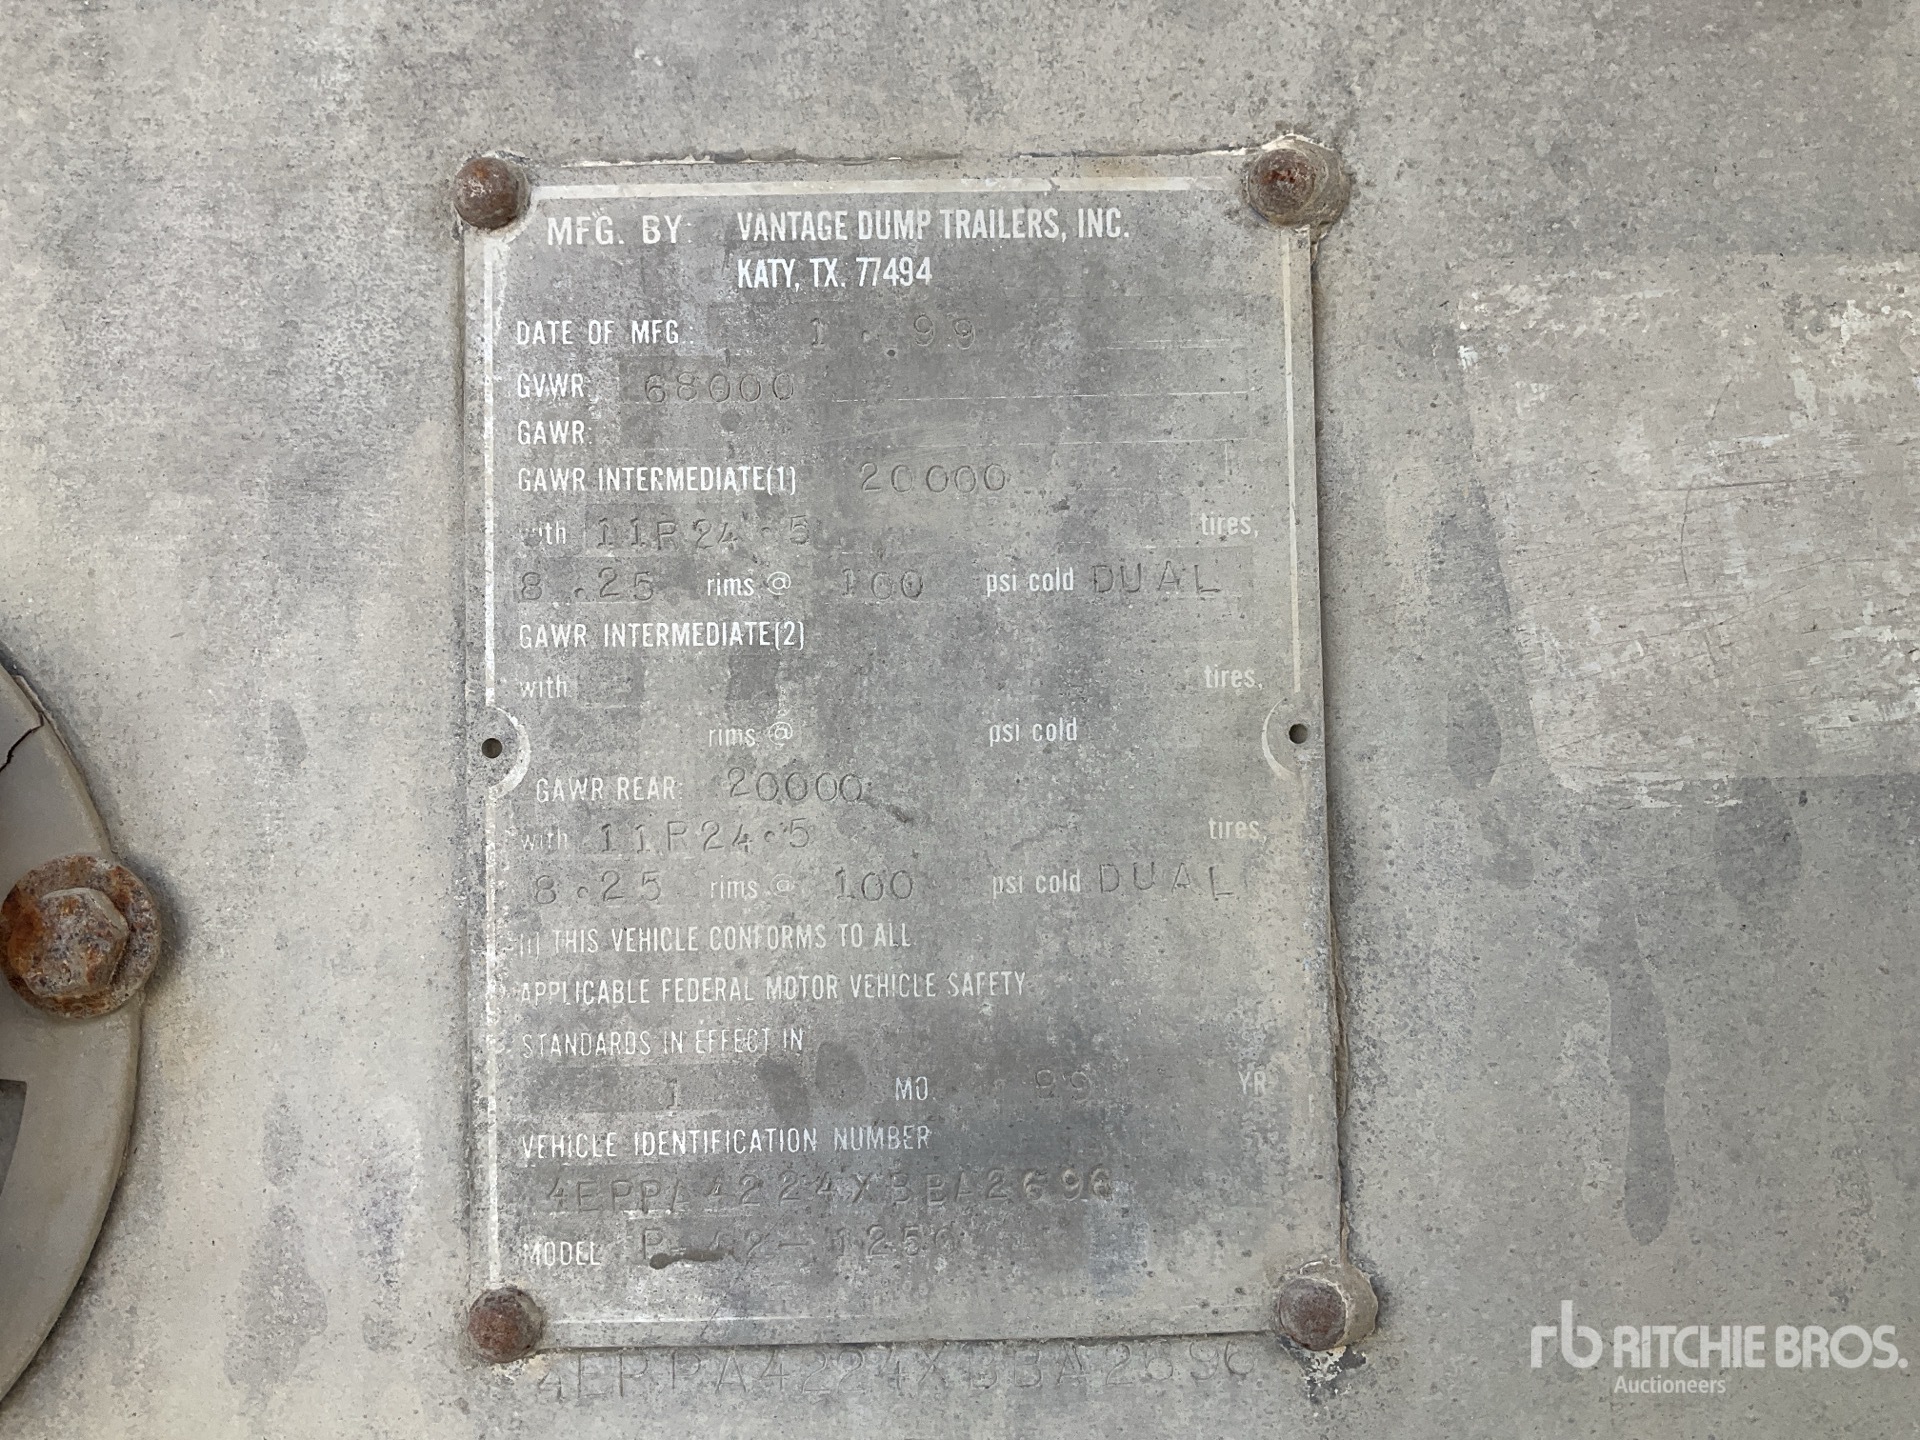 MFG. BY: VANTAGE DUMP TRAILERS, INC.
KATY, TX. 77494
DATE OF MFG.: 1 . 99
GVWR 68000
GAWR:
GAWR INTERMEDIATE(1) 20000
with 11R24.5 tires,
8.25 rims @ 100 psi cold DUAL
GAWR INTERMEDIATE(2)
with tires,
rims @ psi cold
GAWR REAR: 20000
with 11R24.5 tires,
8.25 rims @ 100 psi cold DUAL
THIS VEHICLE CONFORMS TO ALL
APPLICABLE FEDERAL MOTOR VEHICLE SAFETY
STANDARDS IN EFFECT IN
1 MO 99 YR
VEHICLE IDENTIFICATION NUMBER
4EPPA4224XBBA2696
MODEL
4EPPA4224XBBA2696
rb RITCHIE BROS.
Auctioneers